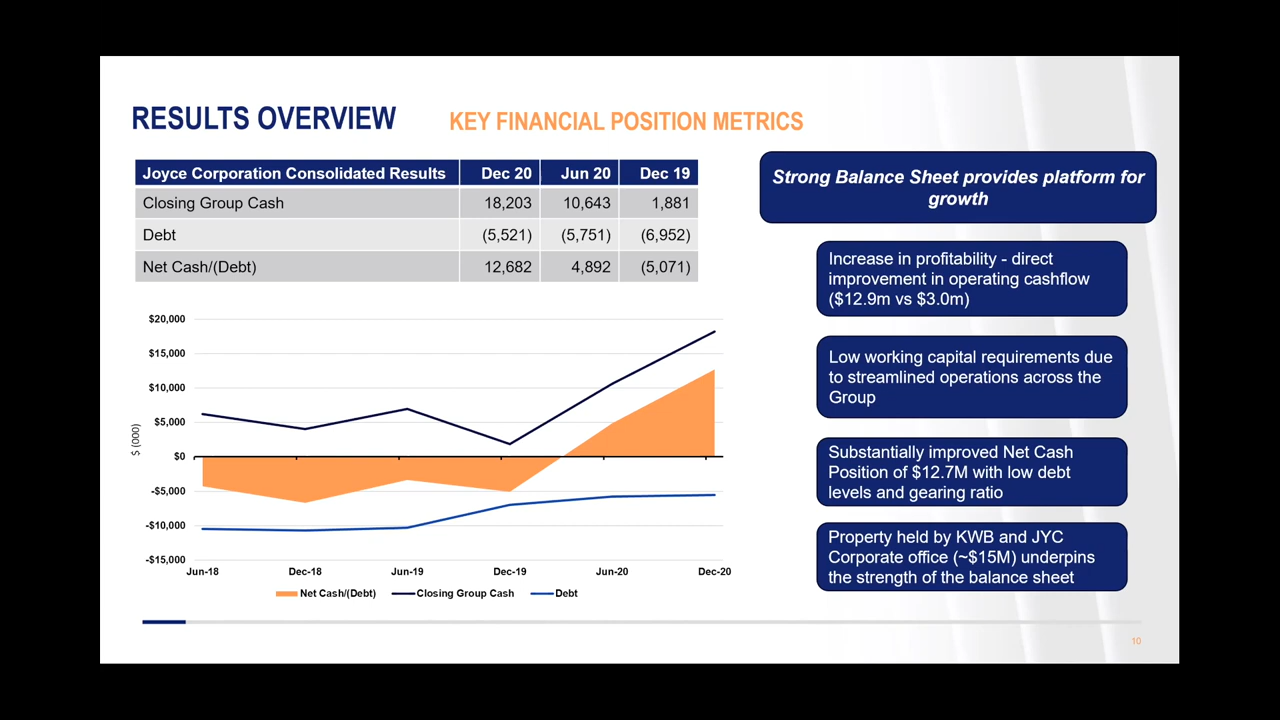 RESULTS OVERVIEW
KEY FINANCIAL POSITION METRICS
Joyce Corporation Consolidated Results Dec 20 Jun 20 Dec 19
Closing Group Cash 18,203 10,643 1,881
Debt (5,521) (5,751) (6,952)
Net Cash/(Debt) 12,682 4,892 (5,071)
$20,000
$15,000
$10,000
$5,000
$0
-$5,000
-$10,000
-$15,000
$ (000)
Jun-18 Dec-18 Jun-19 Dec-19 Jun-20 Dec-20
Net Cash/(Debt) Closing Group Cash Debt
Strong Balance Sheet provides platform for
growth
Increase in profitability - direct
improvement in operating cashflow
($12.9m vs $3.0m)
Low working capital requirements due
to streamlined operations across the
Group
Substantially improved Net Cash
Position of $12.7M with low debt
levels and gearing ratio
Property held by KWB and JYC
Corporate office (~$15M) underpins
the strength of the balance sheet
10